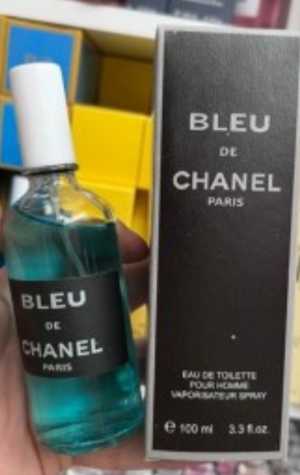 BLEU
DE
CHANEL
PARIS
BLEU
DE
CHANEL
PARIS
EAU DE TOILETTE
POUR HOMME
VAPORISATEUR SPRAY
e 100 ml 3.3 fl.oz.